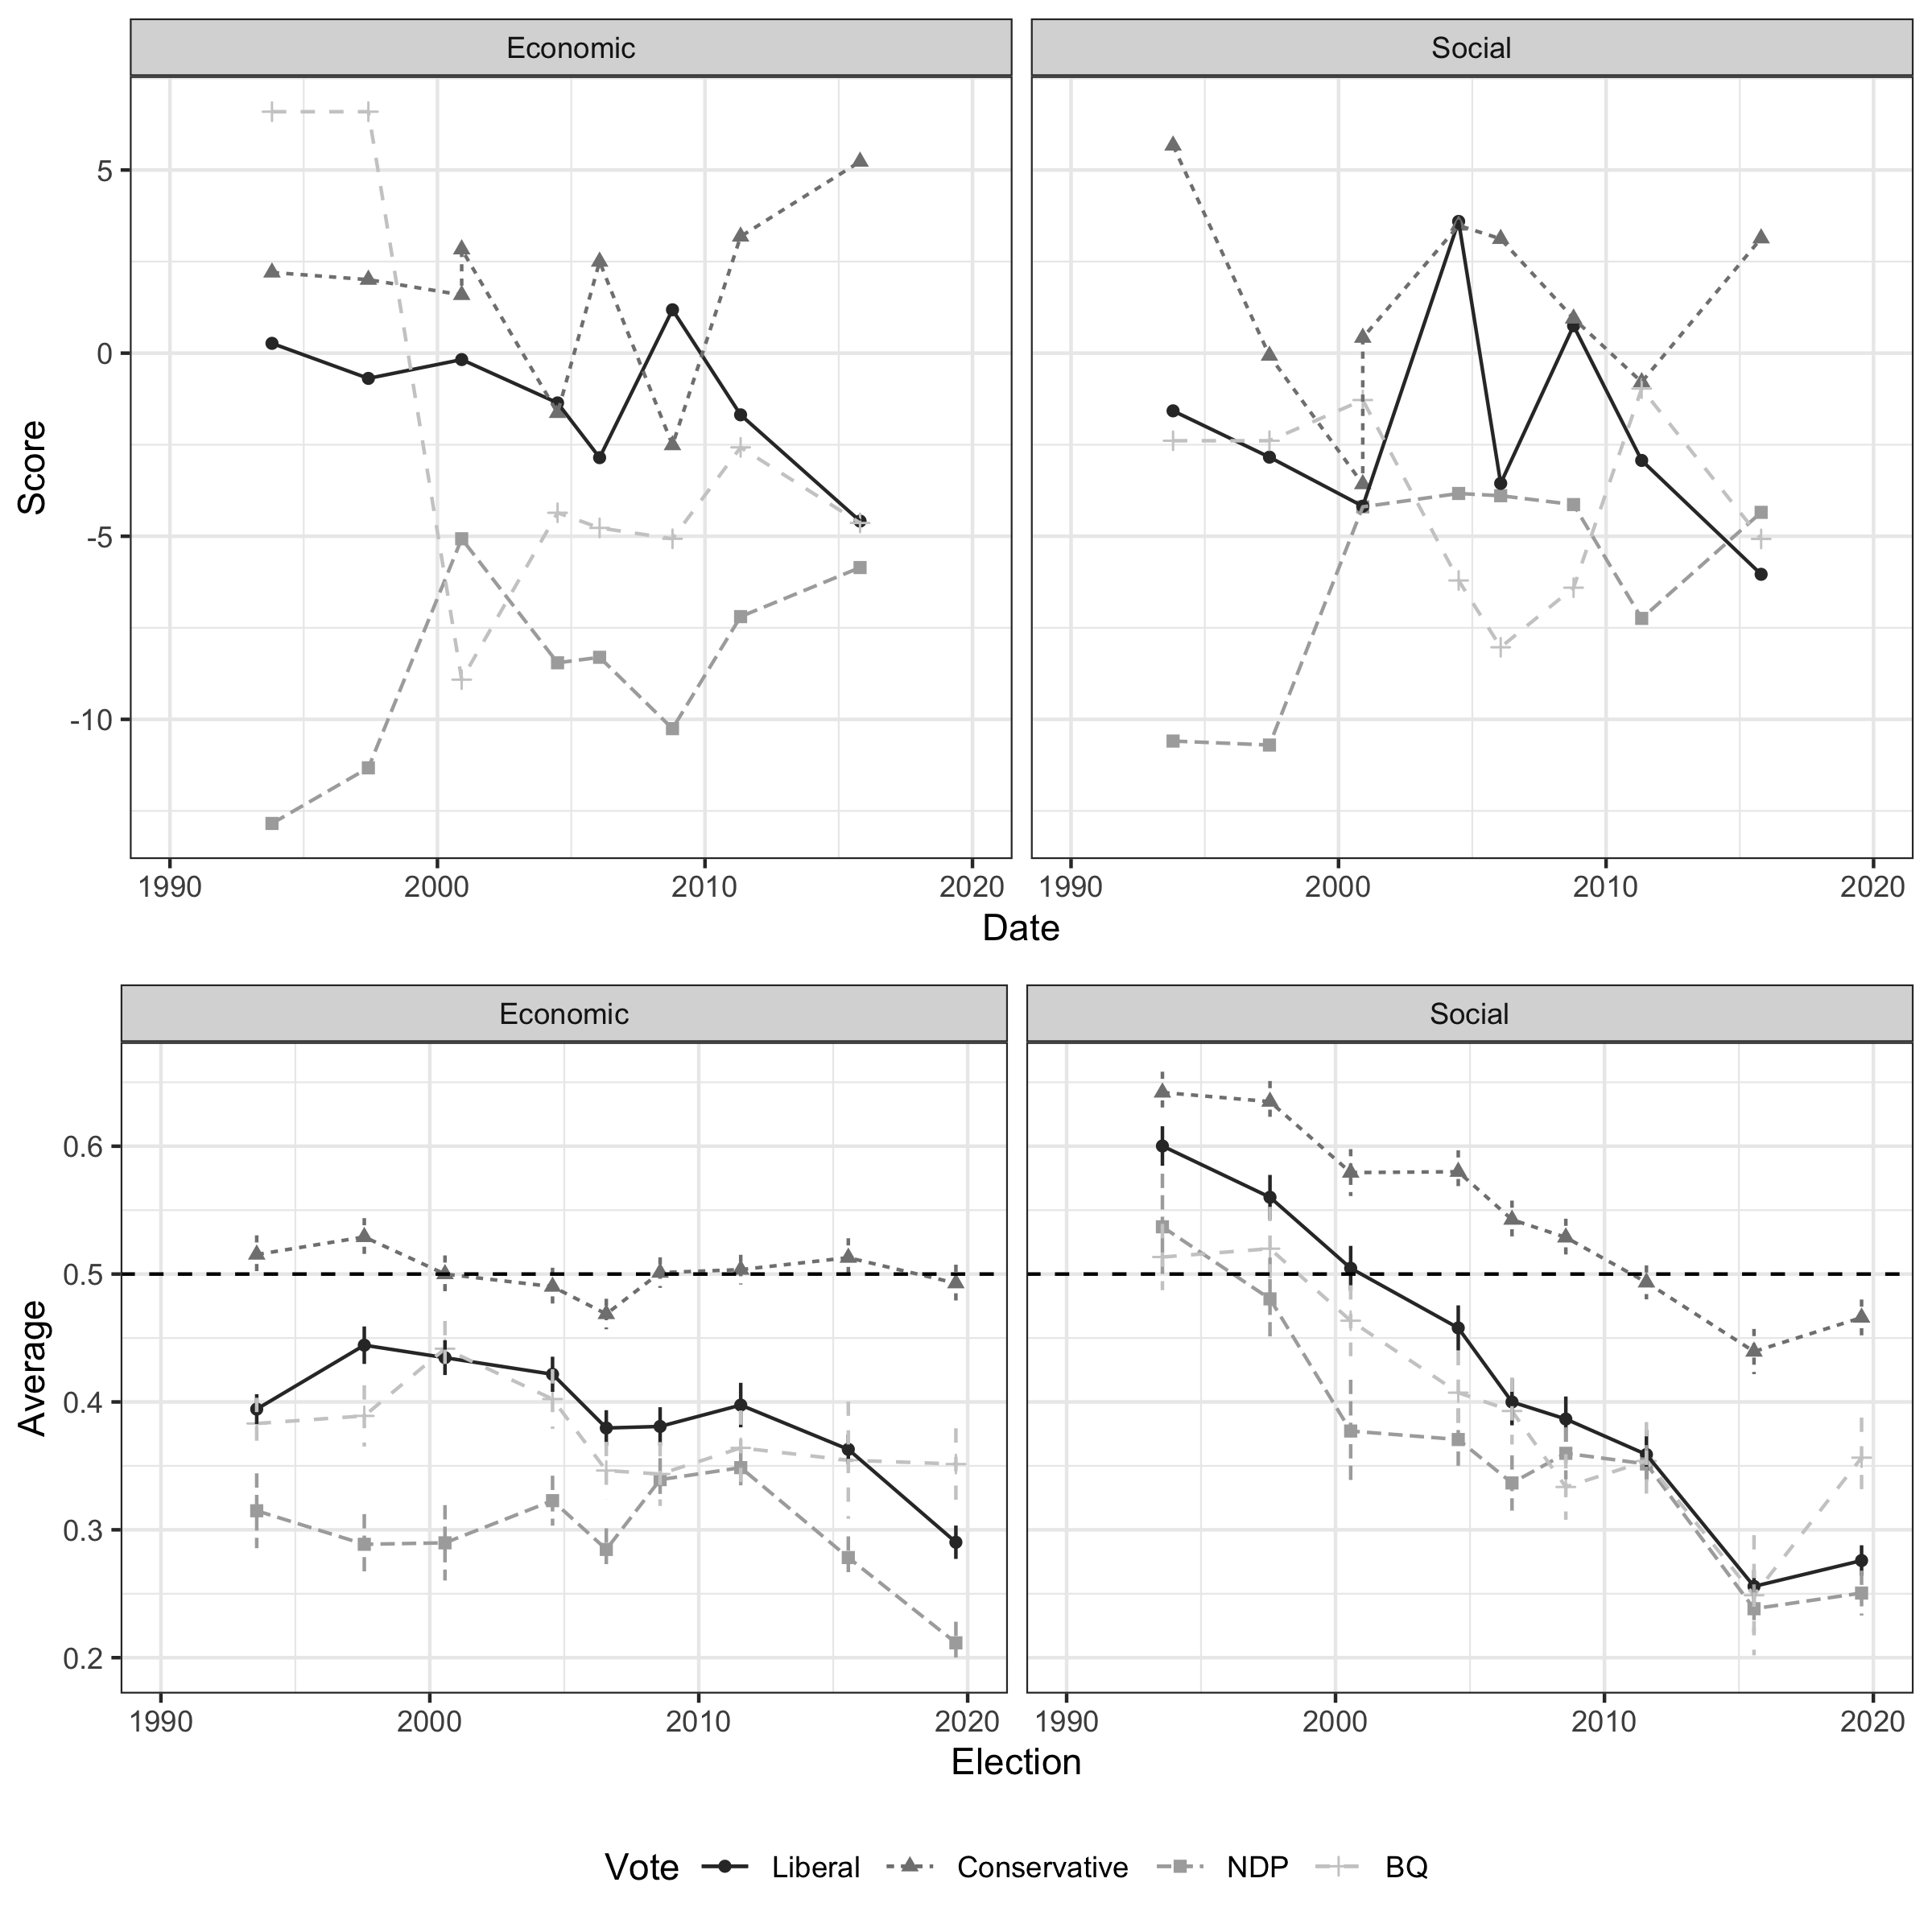 Economic Social
5
0
-5
-10
Score
1990 2000 2010 2020 1990 2000 2010 2020
Date
Economic Social
0.6
0.5
0.4
0.3
0.2
Average
1990 2000 2010 2020 1990 2000 2010 2020
Election
Vote Liberal Conservative NDP BQ